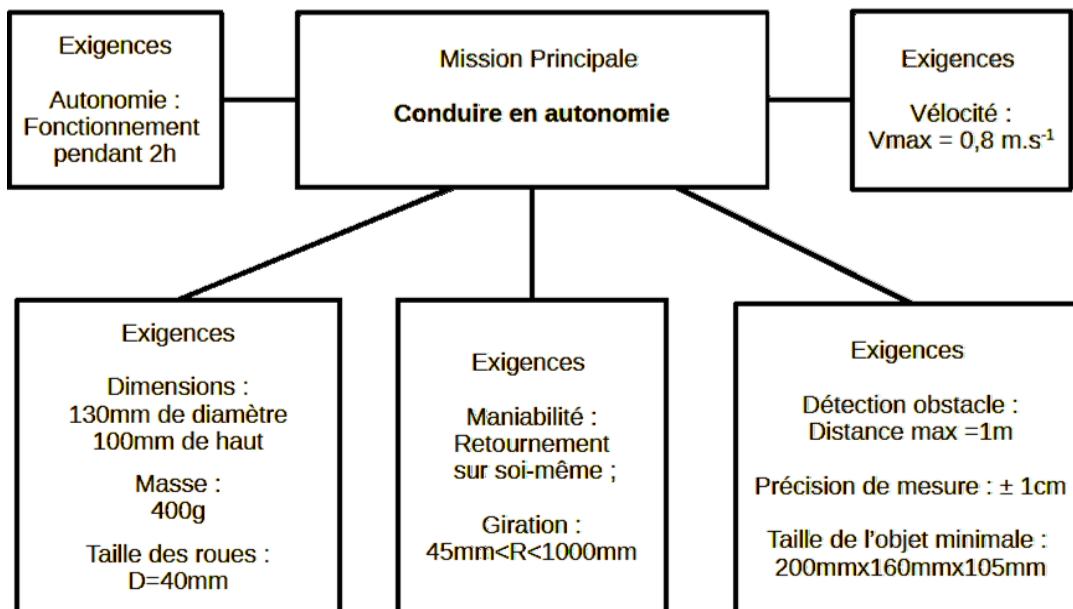 Exigences
Autonomie :
Fonctionnement
pendant 2h
Mission Principale
Conduire en autonomie
Exigences
Vélocité :
Vmax = 0,8 m.s⁻¹
Exigences
Dimensions :
130mm de diamètre
100mm de haut
Masse :
400g
Taille des roues :
D=40mm
Exigences
Maniabilité :
Retournement
sur soi-même ;
Giration :
45mm<R<1000mm
Exigences
Détection obstacle :
Distance max =1m
Précision de mesure : ± 1cm
Taille de l'objet minimale :
200mmx160mmx105mm